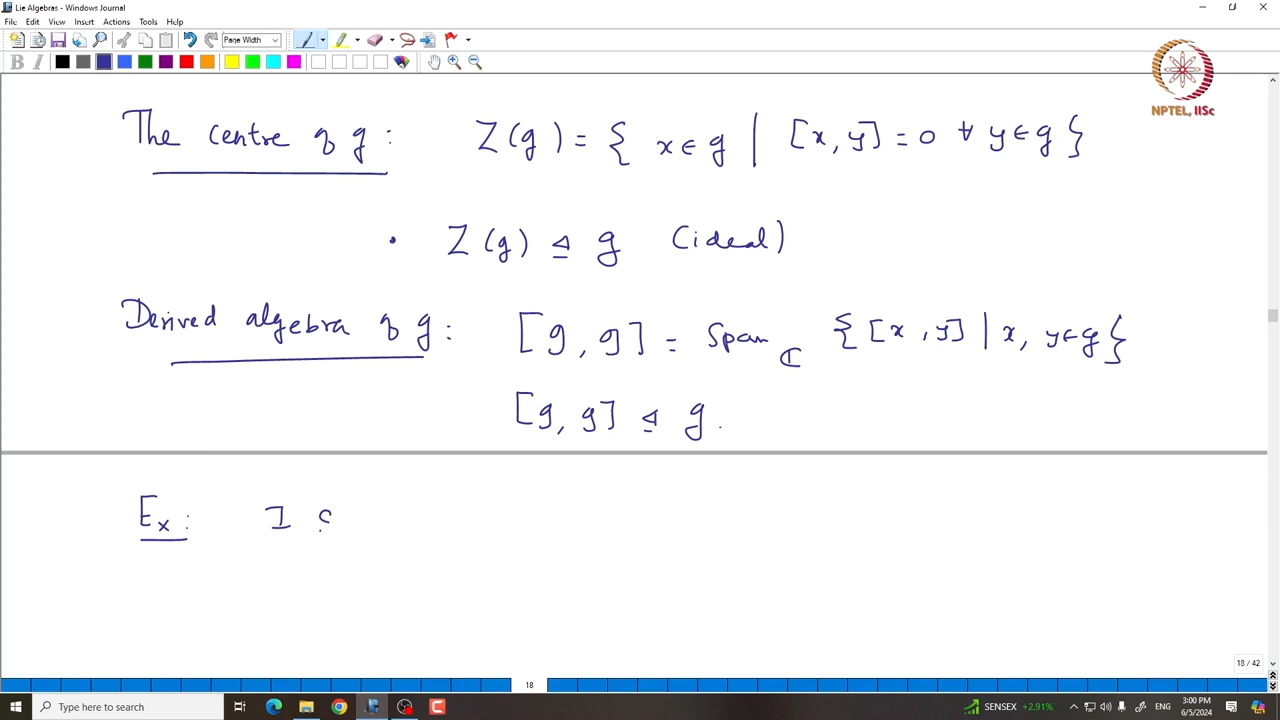 Lie Algebras - Windows Journal
File Edit View Insert Actions Tools Help
Page Width
B I
NPTEL, IISc
The centre of g : Z(g) = { x ∈ g | [x, y] = 0 ∀ y ∈ g }
• Z(g) ⊴ g (ideal)
Derived algebra of g : [g, g] = Span_ℂ { [x, y] | x, y ∈ g }
[g, g] ⊴ g.
Ex: I
18 / 42
18
Type here to search
SENSEX +2.91%
ENG
3:00 PM
6/5/2024